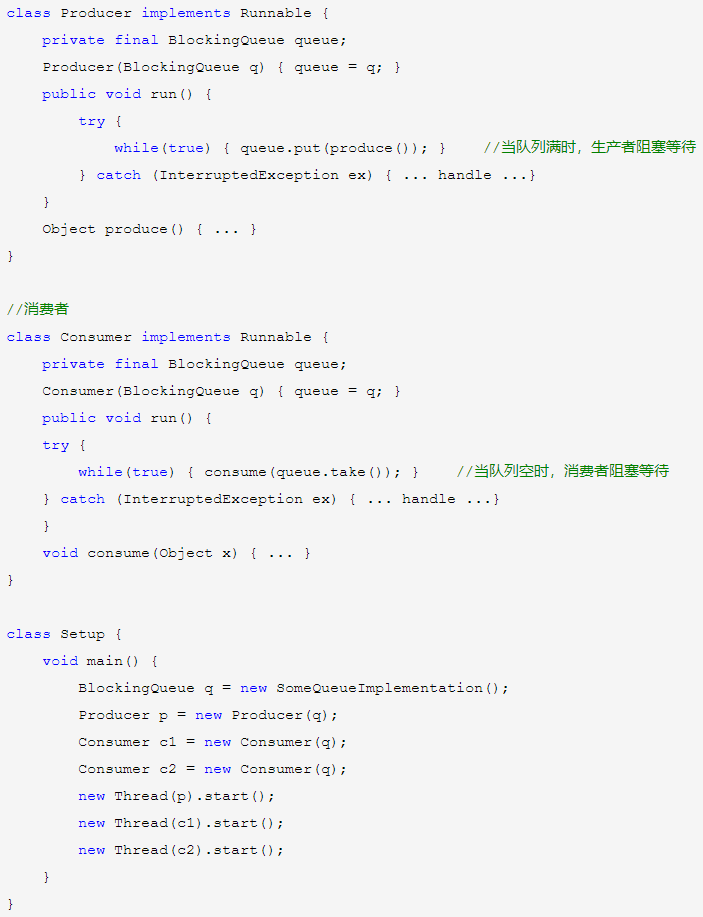 class Producer implements Runnable {
    private final BlockingQueue queue;
    Producer(BlockingQueue q) { queue = q; }
    public void run() {
        try {
            while(true) { queue.put(produce()); }    //当队列满时，生产者阻塞等待
        } catch (InterruptedException ex) { ... handle ...}
    }
    Object produce() { ... }
}

//消费者
class Consumer implements Runnable {
    private final BlockingQueue queue;
    Consumer(BlockingQueue q) { queue = q; }
    public void run() {
    try {
        while(true) { consume(queue.take()); }    //当队列空时，消费者阻塞等待
    } catch (InterruptedException ex) { ... handle ...}
    }
    void consume(Object x) { ... }
}

class Setup {
    void main() {
        BlockingQueue q = new SomeQueueImplementation();
        Producer p = new Producer(q);
        Consumer c1 = new Consumer(q);
        Consumer c2 = new Consumer(q);
        new Thread(p).start();
        new Thread(c1).start();
        new Thread(c2).start();
    }
}